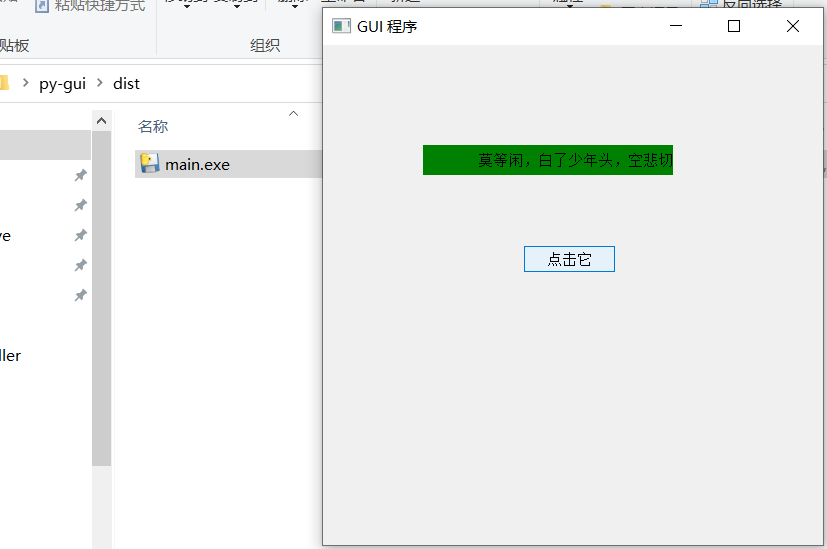 粘贴快捷方式
贴板
组织
反向选择
py-gui
dist
名称
main.exe
GUI 程序
莫等闲，白了少年头，空悲切
点击它